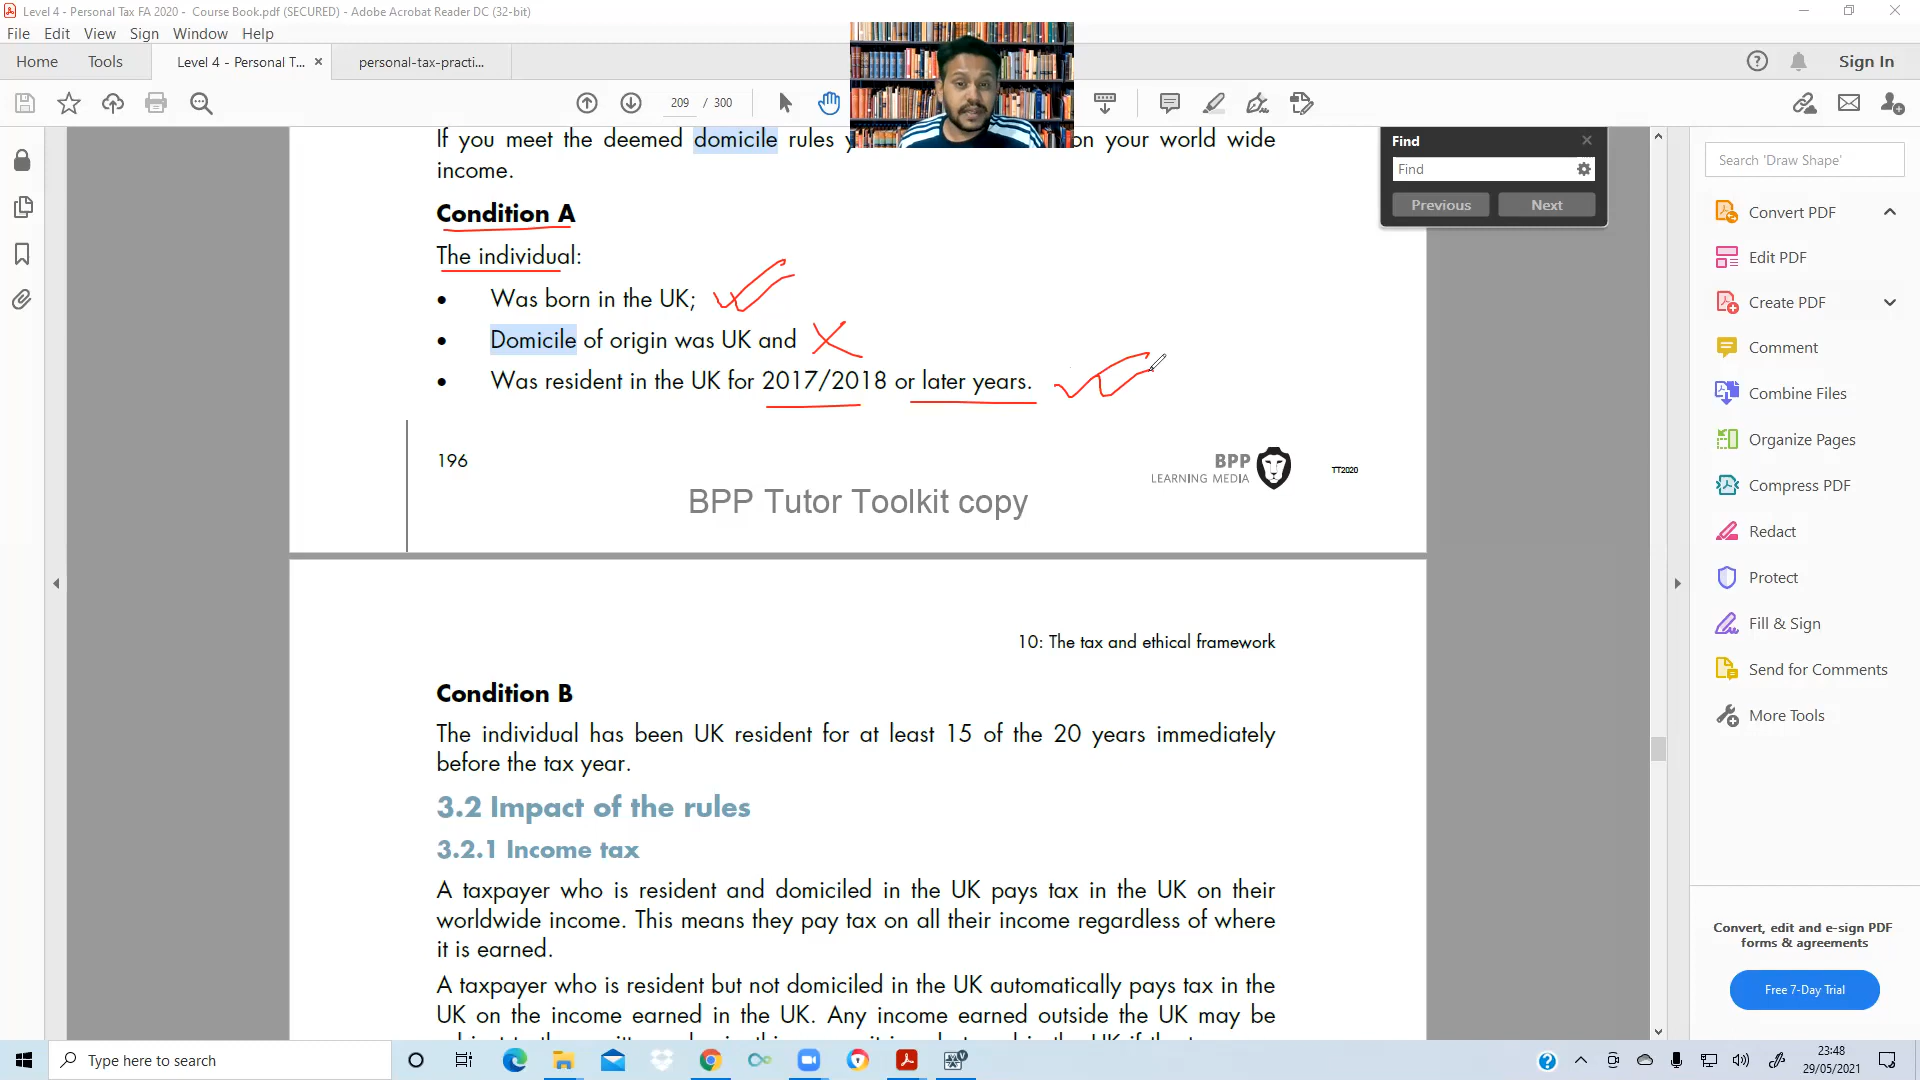 Level 4 - Personal Tax FA 2020 - Course Book.pdf (SECURED) - Adobe Acrobat Reader DC (32-bit)
File Edit View Sign Window Help
Home Tools Level 4 - Personal T... × personal-tax-practi... Sign In
209 / 300
If you meet the deemed domicile rules on your world wide
income.
Condition A
The individual:
• Was born in the UK;
• Domicile of origin was UK and
• Was resident in the UK for 2017/2018 or later years.
196
BPP
LEARNING MEDIA
TT2020
BPP Tutor Toolkit copy
10: The tax and ethical framework
Condition B
The individual has been UK resident for at least 15 of the 20 years immediately
before the tax year.
3.2 Impact of the rules
3.2.1 Income tax
A taxpayer who is resident and domiciled in the UK pays tax in the UK on their
worldwide income. This means they pay tax on all their income regardless of where
it is earned.
A taxpayer who is resident but not domiciled in the UK automatically pays tax in the
UK on the income earned in the UK. Any income earned outside the UK may be
Find
Find
Previous Next
Search 'Draw Shape'
Convert PDF
Edit PDF
Create PDF
Comment
Combine Files
Organize Pages
Compress PDF
Redact
Protect
Fill & Sign
Send for Comments
More Tools
Convert, edit and e-sign PDF
forms & agreements
Free 7-Day Trial
Type here to search
23:48
29/05/2021